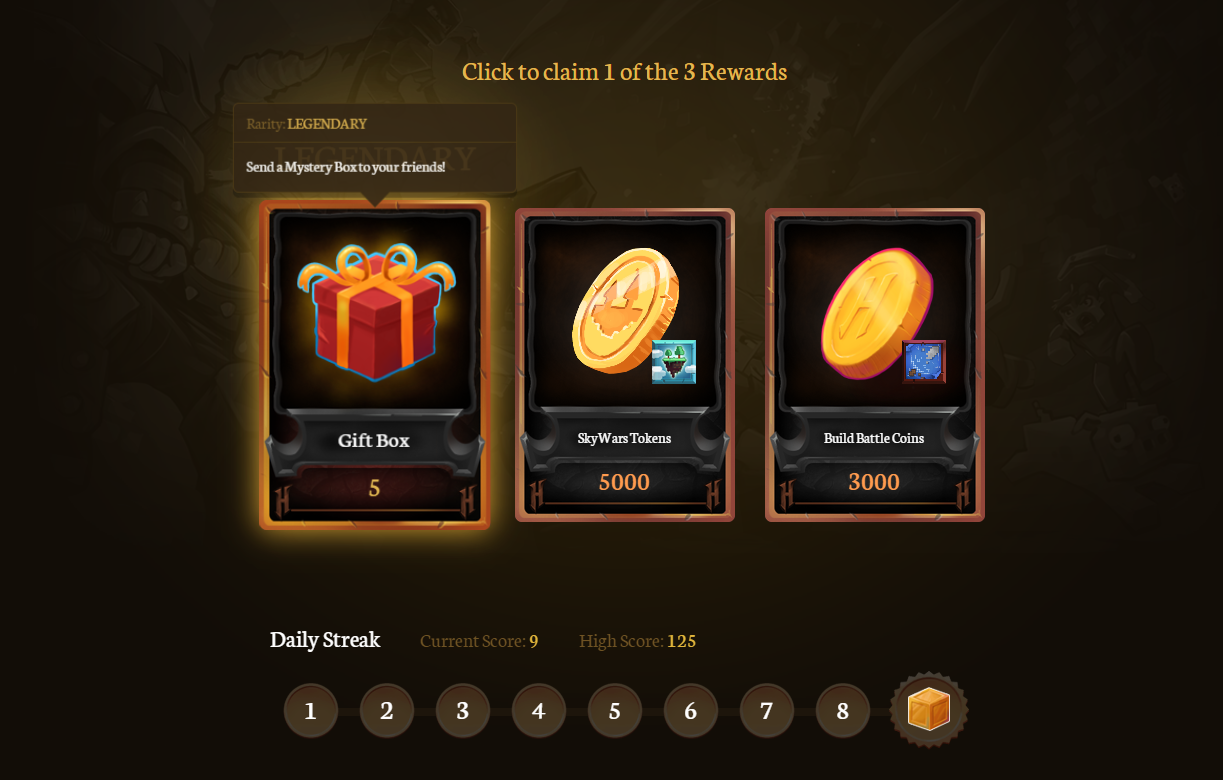 Click to claim 1 of the 3 Rewards
Rarity: LEGENDARY
LEGENDARY
Send a Mystery Box to your friends!
Gift Box
5
SkyWars Tokens
5000
Build Battle Coins
3000
Daily Streak Current Score: 9 High Score: 125
1 2 3 4 5 6 7 8